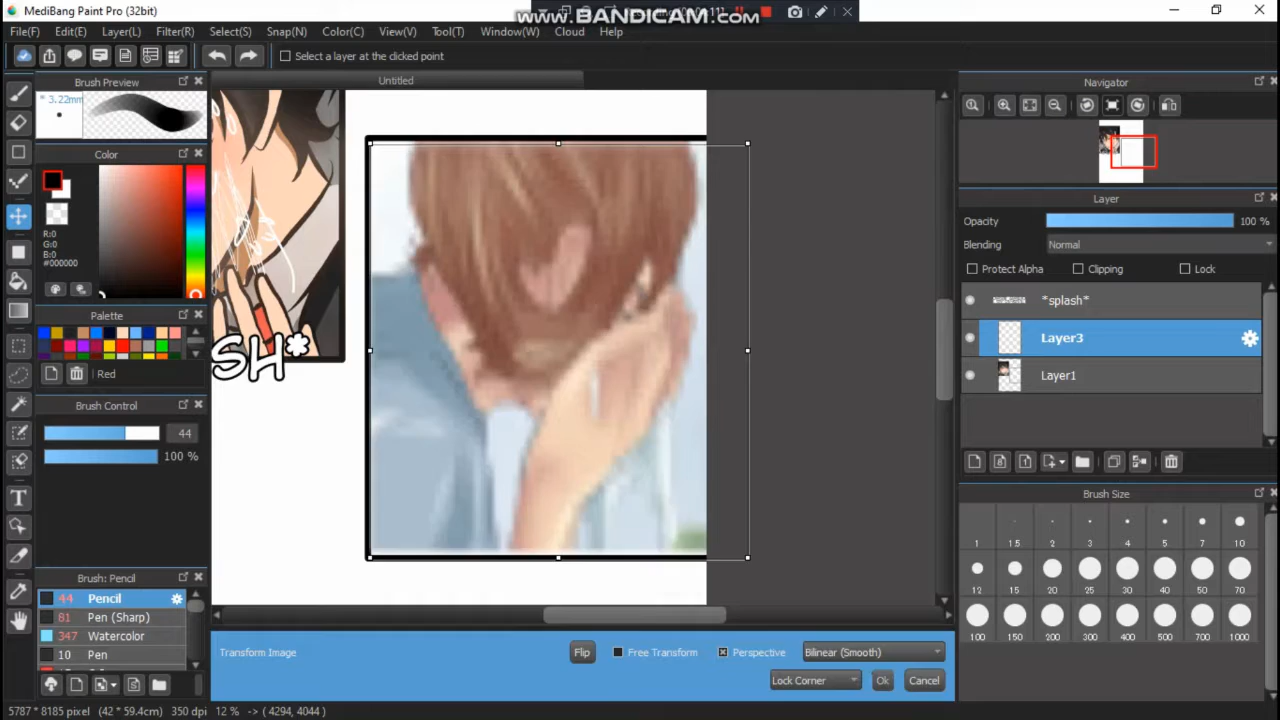 MediBang Paint Pro (32bit)
www.BANDICAM.com
File(F) Edit(E) Layer(L) Filter(R) Select(S) Snap(N) Color(C) View(V) Tool(T) Window(W) Cloud Help
Select a layer at the clicked point
Brush Preview
Untitled
Navigator
* 3.22mm
Color
R:0
G:0
B:0
#000000
Palette
Red
Brush Control
44
100 %
Brush: Pencil
44 Pencil
81 Pen (Sharp)
347 Watercolor
10 Pen
SH*
Layer
Opacity 100 %
Blending Normal
Protect Alpha Clipping Lock
*splash*
Layer3
Layer1
Brush Size
1 1.5 2 3 4 5 7 10
12 15 20 25 30 40 50 70
100 150 200 300 400 500 700 1000
Transform Image Flip Free Transform Perspective Bilinear (Smooth)
Lock Corner Ok Cancel
5787 * 8185 pixel (42 * 59.4cm) 350 dpi 12 % -> ( 4294, 4044 )